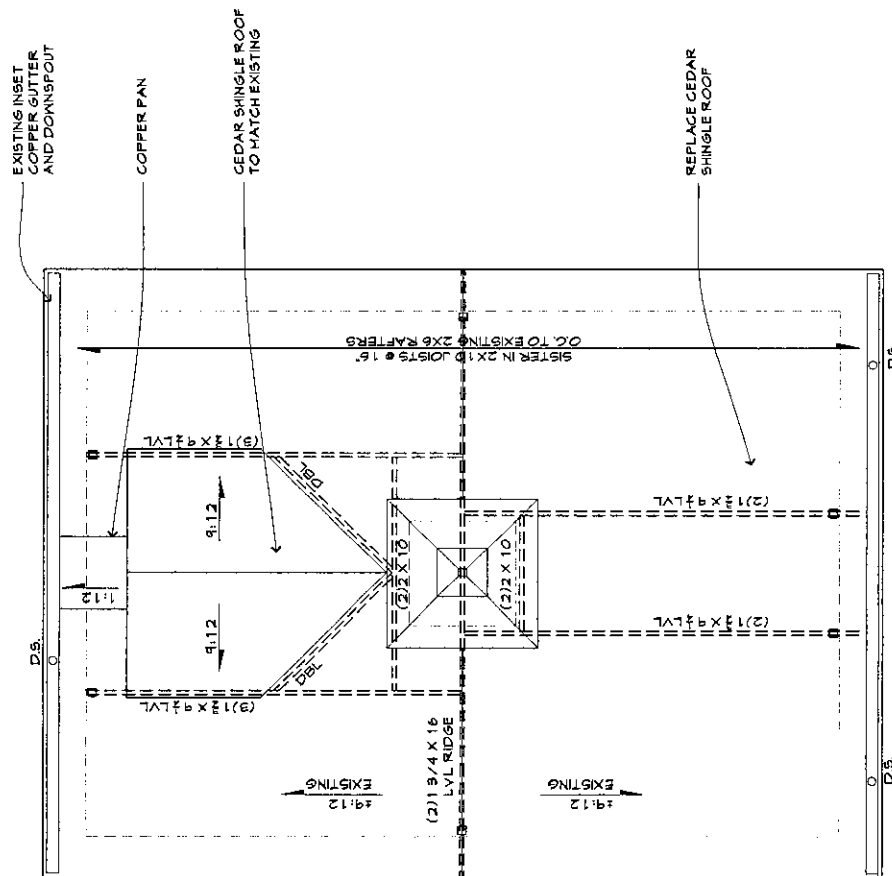 EXISTING INSET
COPPER GUTTER
AND DOWNSPOUT
COPPER PAN
CEDAR SHINGLE ROOF
TO MATCH EXISTING
REPLACE CEDAR
SHINGLE ROOF
SISTER IN 2X10 JOISTS @ 16"
O.C. TO EXISTING 2X6 RAFTERS
(3)1 3/4 X 9 1/4 LVL
DBL
9:12
1:12
9:12
DBL
(3)1 3/4 X 9 1/4 LVL
D.S.
(2)2 X 10
(2)2 X 10
(2)1 3/4 X 9 1/4 LVL
(2)1 3/4 X 9 1/4 LVL
(2)1 3/4 X 16
LVL RIDGE
±9:12
EXISTING
±9:12
EXISTING
D.S.
D.S.